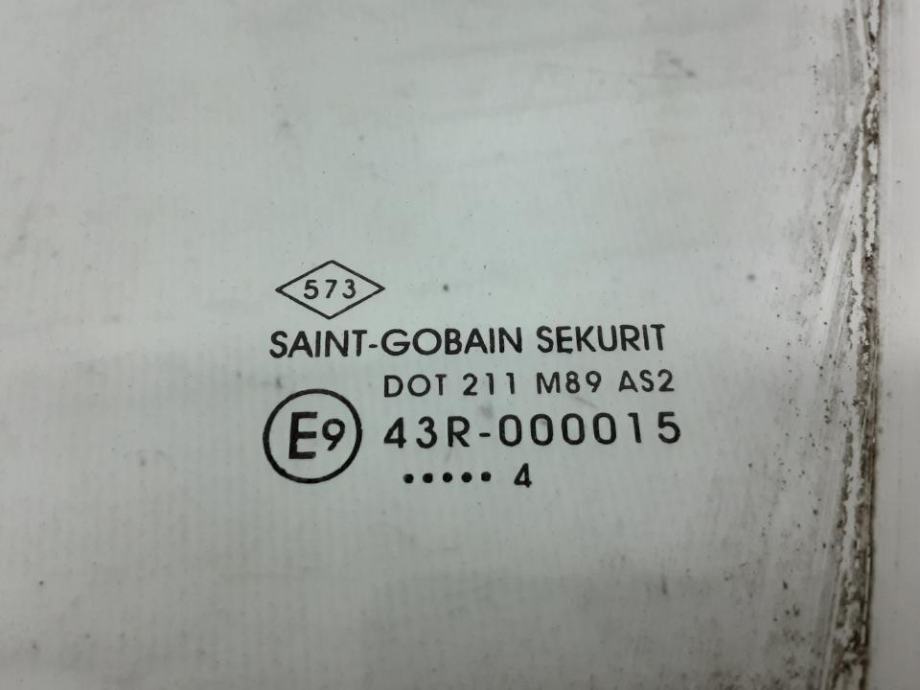 573
SAINT-GOBAIN SEKURIT
DOT 211 M89 AS2
E9 43R-000015
····· 4